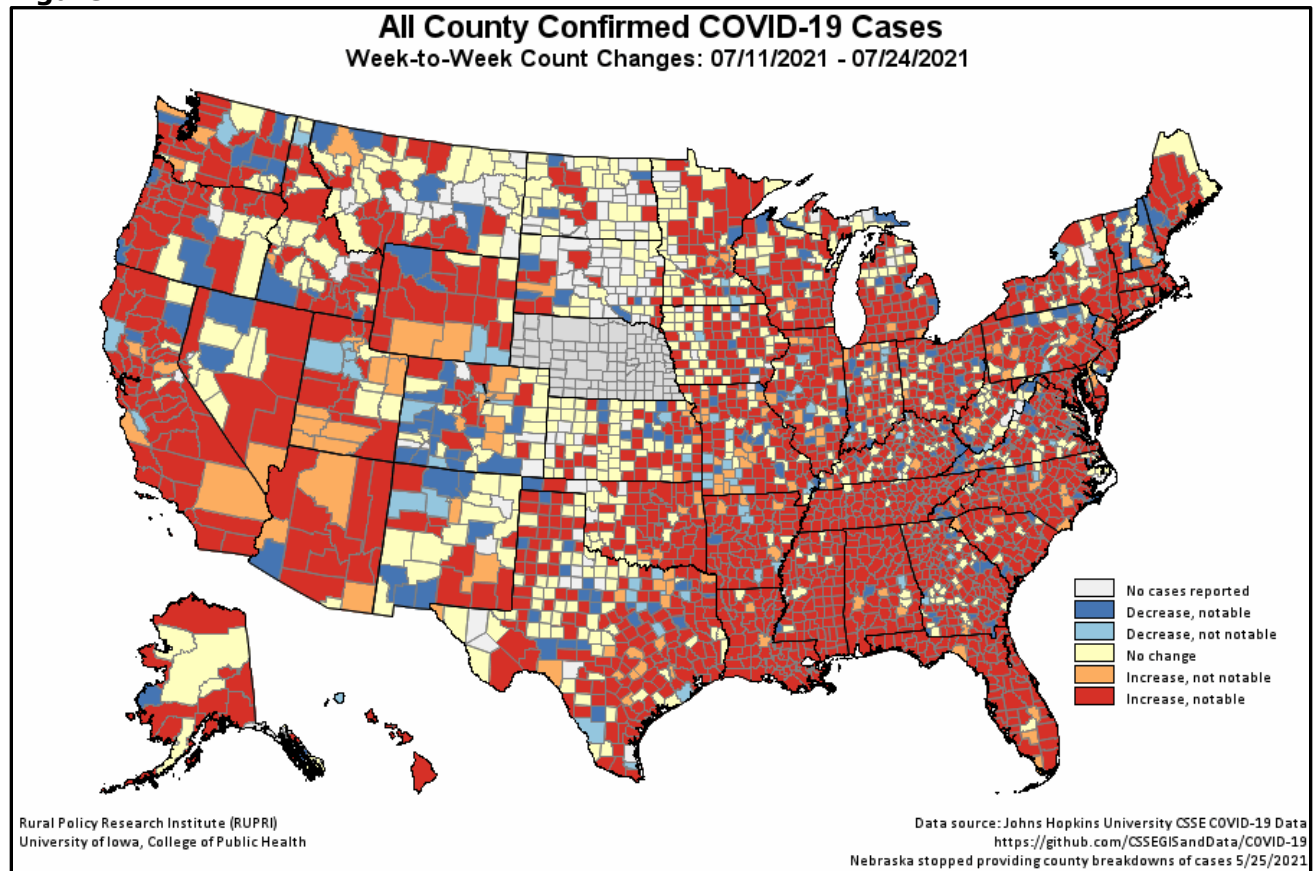 All County Confirmed COVID-19 Cases
Week-to-Week Count Changes: 07/11/2021 - 07/24/2021
No cases reported
Decrease, notable
Decrease, not notable
No change
Increase, not notable
Increase, notable
Rural Policy Research Institute (RUPRI)
University of Iowa, College of Public Health
Data source: Johns Hopkins University CSSE COVID-19 Data
https://github.com/CSSEGISandData/COVID-19
Nebraska stopped providing county breakdowns of cases 5/25/2021